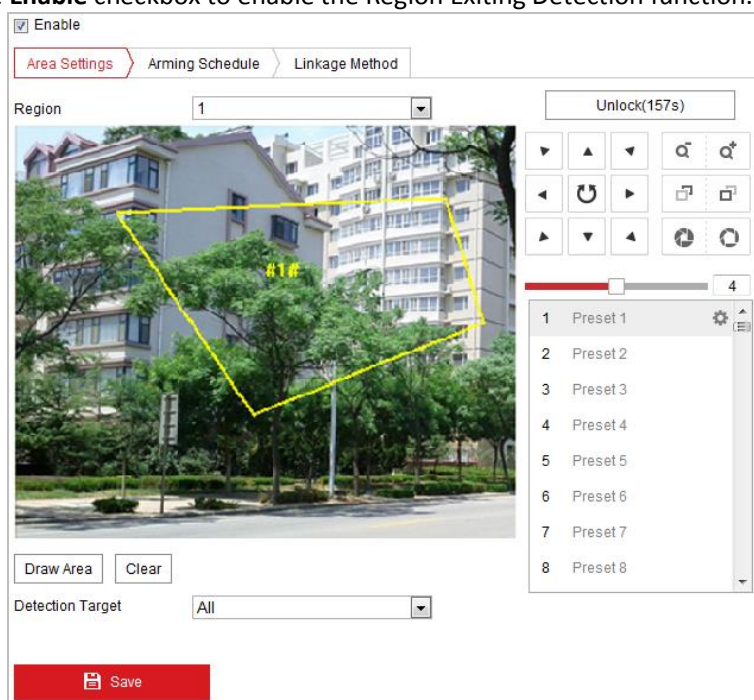 Enable checkbox to enable the Region Exiting Detection function.
Enable
Area Settings Arming Schedule Linkage Method
Region 1 Unlock(157s)
#1#
4
1 Preset 1
2 Preset 2
3 Preset 3
4 Preset 4
5 Preset 5
6 Preset 6
7 Preset 7
8 Preset 8
Draw Area Clear
Detection Target All
Save